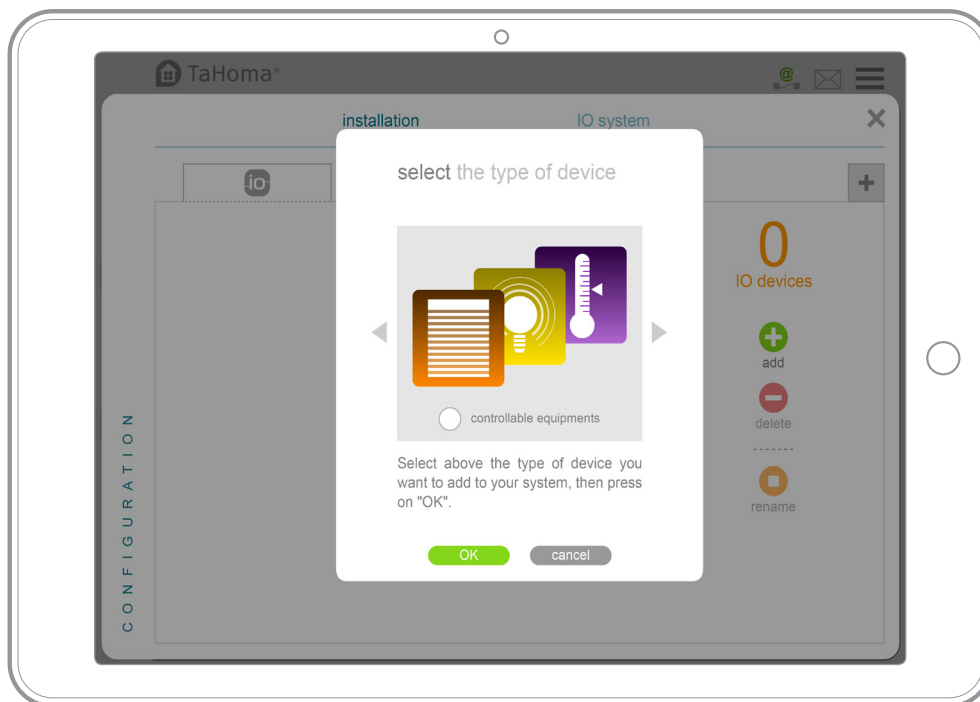 TaHoma®
@
installation
IO system
io
select the type of device
0
IO devices
add
delete
rename
controllable equipments
Select above the type of device you
want to add to your system, then press
on "OK".
OK
cancel
CONFIGURATION